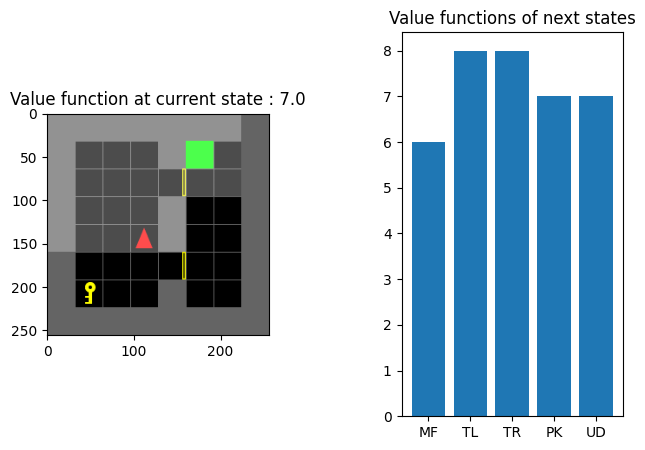 Value function at current state : 7.0
0
50
100
150
200
250
0
100
200
Value functions of next states
8
7
6
5
4
3
2
1
0
MF
TL
TR
PK
UD